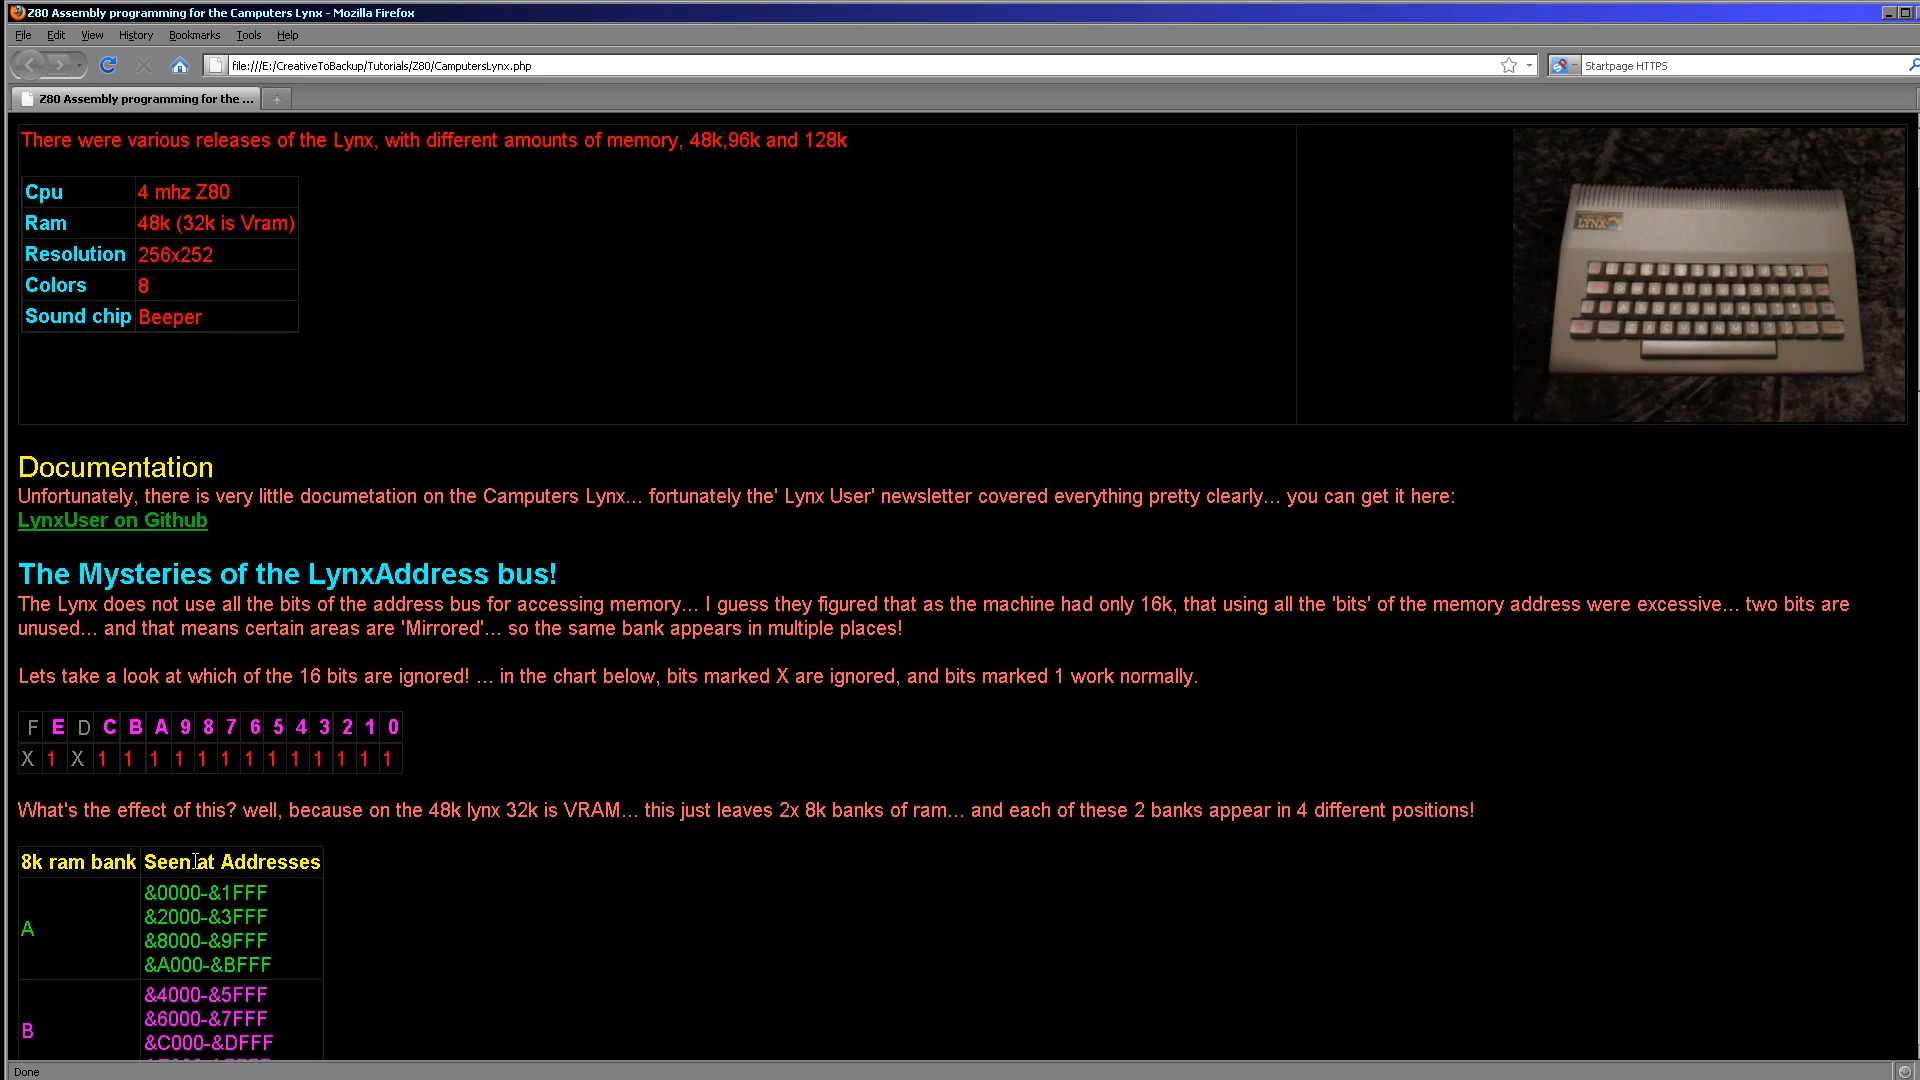 Z80 Assembly programming for the Camputers Lynx - Mozilla Firefox
File Edit View History Bookmarks Tools Help
file:///E:/CreativeToBackup/Tutorials/Z80/CamputersLynx.php
Startpage HTTPS
Z80 Assembly programming for the ...
There were various releases of the Lynx, with different amounts of memory, 48k,96k and 128k
Cpu 4 mhz Z80
Ram 48k (32k is Vram)
Resolution 256x252
Colors 8
Sound chip Beeper
LYNX
Documentation
Unfortunately, there is very little documetation on the Camputers Lynx... fortunately the' Lynx User' newsletter covered everything pretty clearly... you can get it here:
LynxUser on Github
The Mysteries of the LynxAddress bus!
The Lynx does not use all the bits of the address bus for accessing memory... I guess they figured that as the machine had only 16k, that using all the 'bits' of the memory address were excessive... two bits are
unused... and that means certain areas are 'Mirrored'... so the same bank appears in multiple places!
Lets take a look at which of the 16 bits are ignored! ... in the chart below, bits marked X are ignored, and bits marked 1 work normally.
F E D C B A 9 8 7 6 5 4 3 2 1 0
X 1 X 1 1 1 1 1 1 1 1 1 1 1 1 1
What's the effect of this? well, because on the 48k lynx 32k is VRAM... this just leaves 2x 8k banks of ram... and each of these 2 banks appear in 4 different positions!
8k ram bank Seen at Addresses
&0000-&1FFF
&2000-&3FFF
A
&8000-&9FFF
&A000-&BFFF
&4000-&5FFF
&6000-&7FFF
B
&C000-&DFFF
Done